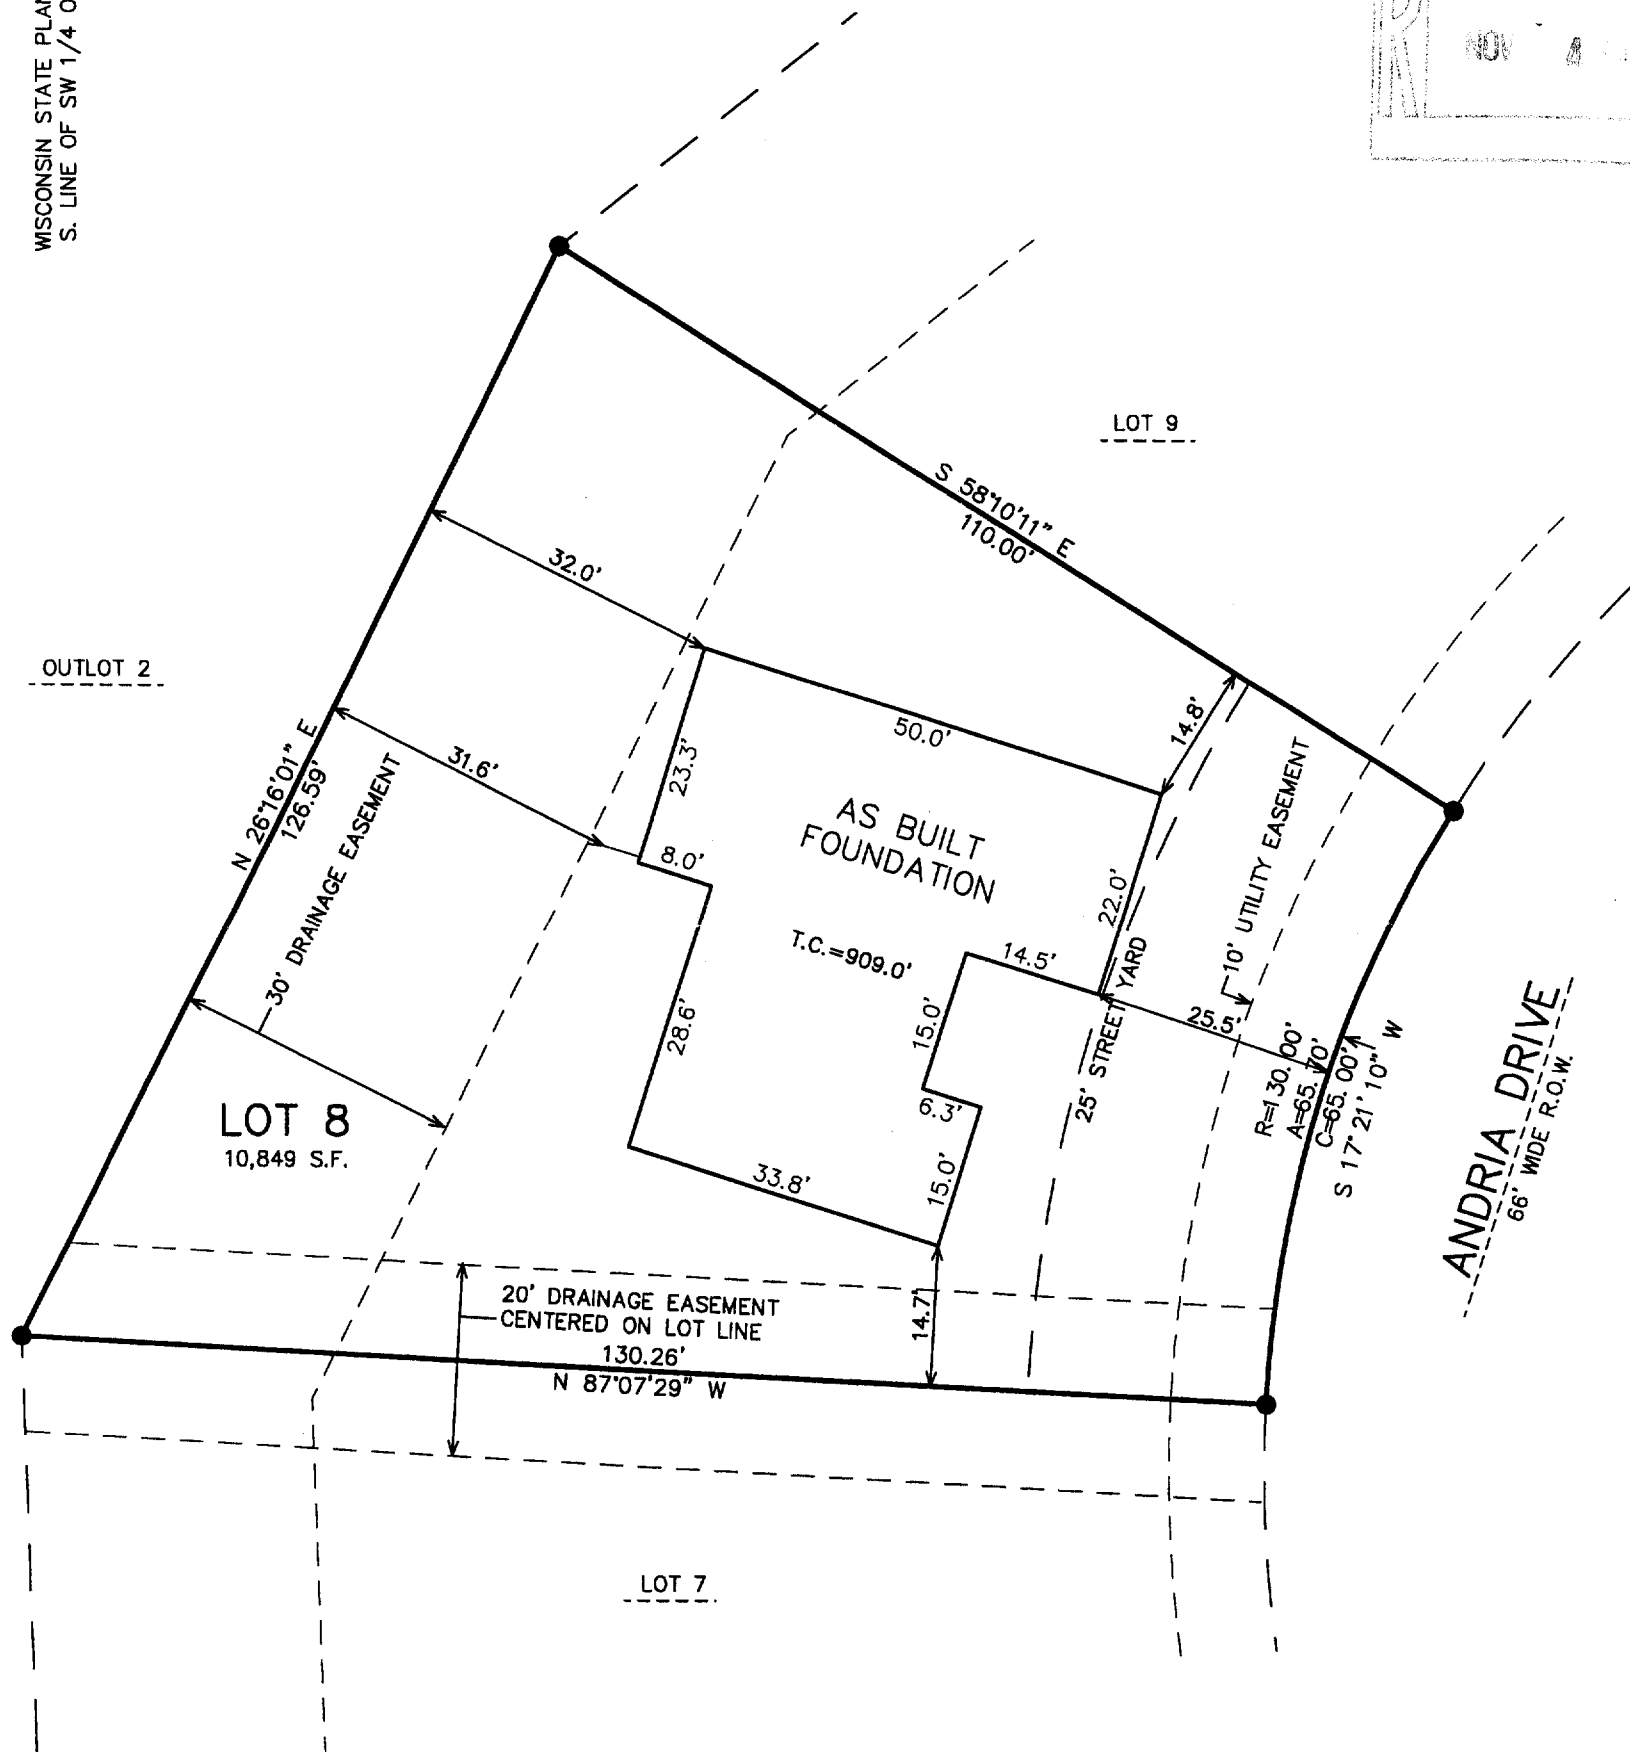 WISCONSIN STATE PLAN
S. LINE OF SW 1/4 O
NOV 4
LOT 9
S 58°10'11" E
110.00'
32.0'
OUTLOT 2
N 26°16'01" E
126.59'
31.6'
30' DRAINAGE EASEMENT
50.0'
14.8'
23.3'
8.0'
AS BUILT
FOUNDATION
T.C.=909.0'
22.0'
14.5'
15.0'
6.3'
15.0'
28.6'
33.8'
25' STREET YARD
10' UTILITY EASEMENT
25.5'
R=130.00'
A=65.70'
C=65.00'
S 17°21'10" W
ANDRIA DRIVE
66' WIDE R.O.W.
LOT 8
10,849 S.F.
20' DRAINAGE EASEMENT
CENTERED ON LOT LINE
14.7'
130.26'
N 87°07'29" W
LOT 7